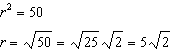 r² = 50
r = √50 = √25 √2 = 5√2